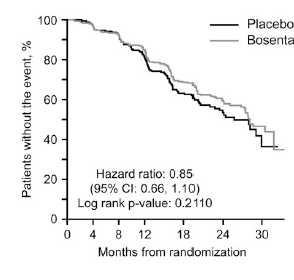 Placebo
Bosenta
Patients without the event, %
100
80
60
40
20
0
Hazard ratio: 0.85
(95% CI: 0.66, 1.10)
Log rank p-value: 0.2110
0 4 8 12 16 20 24 28 32
Months from randomization